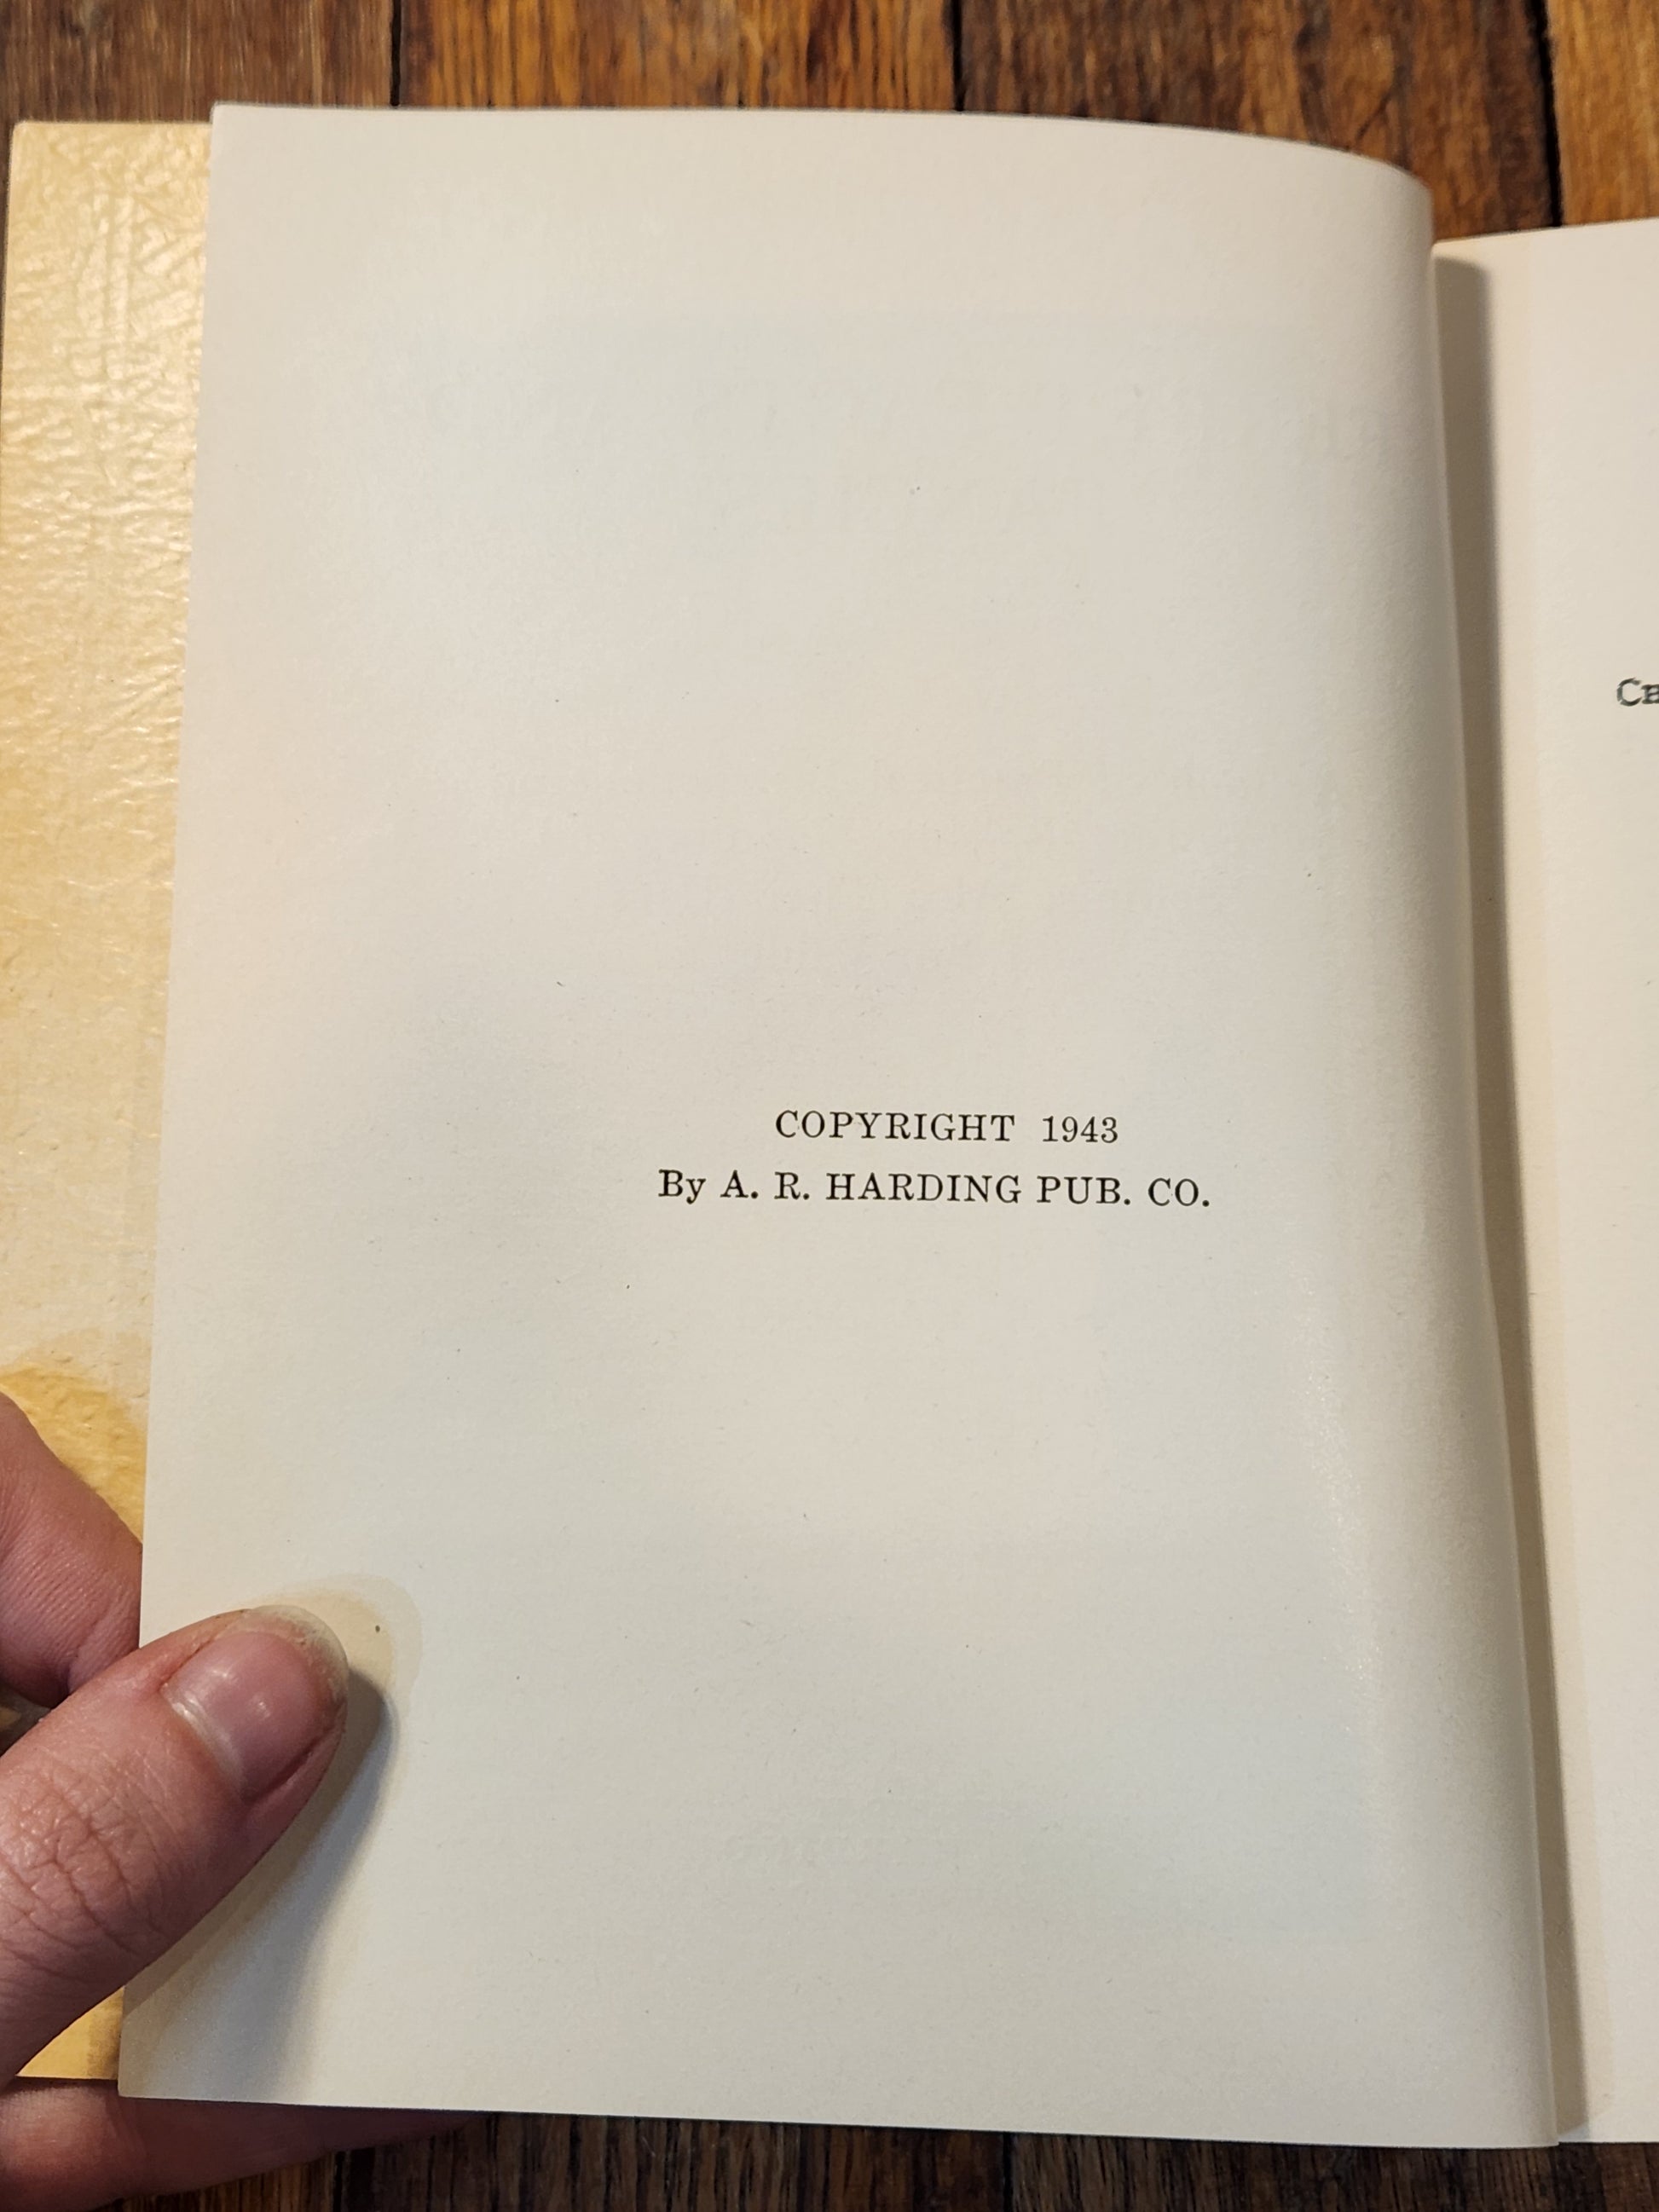 COPYRIGHT 1943
By A. R. HARDING PUB. CO.